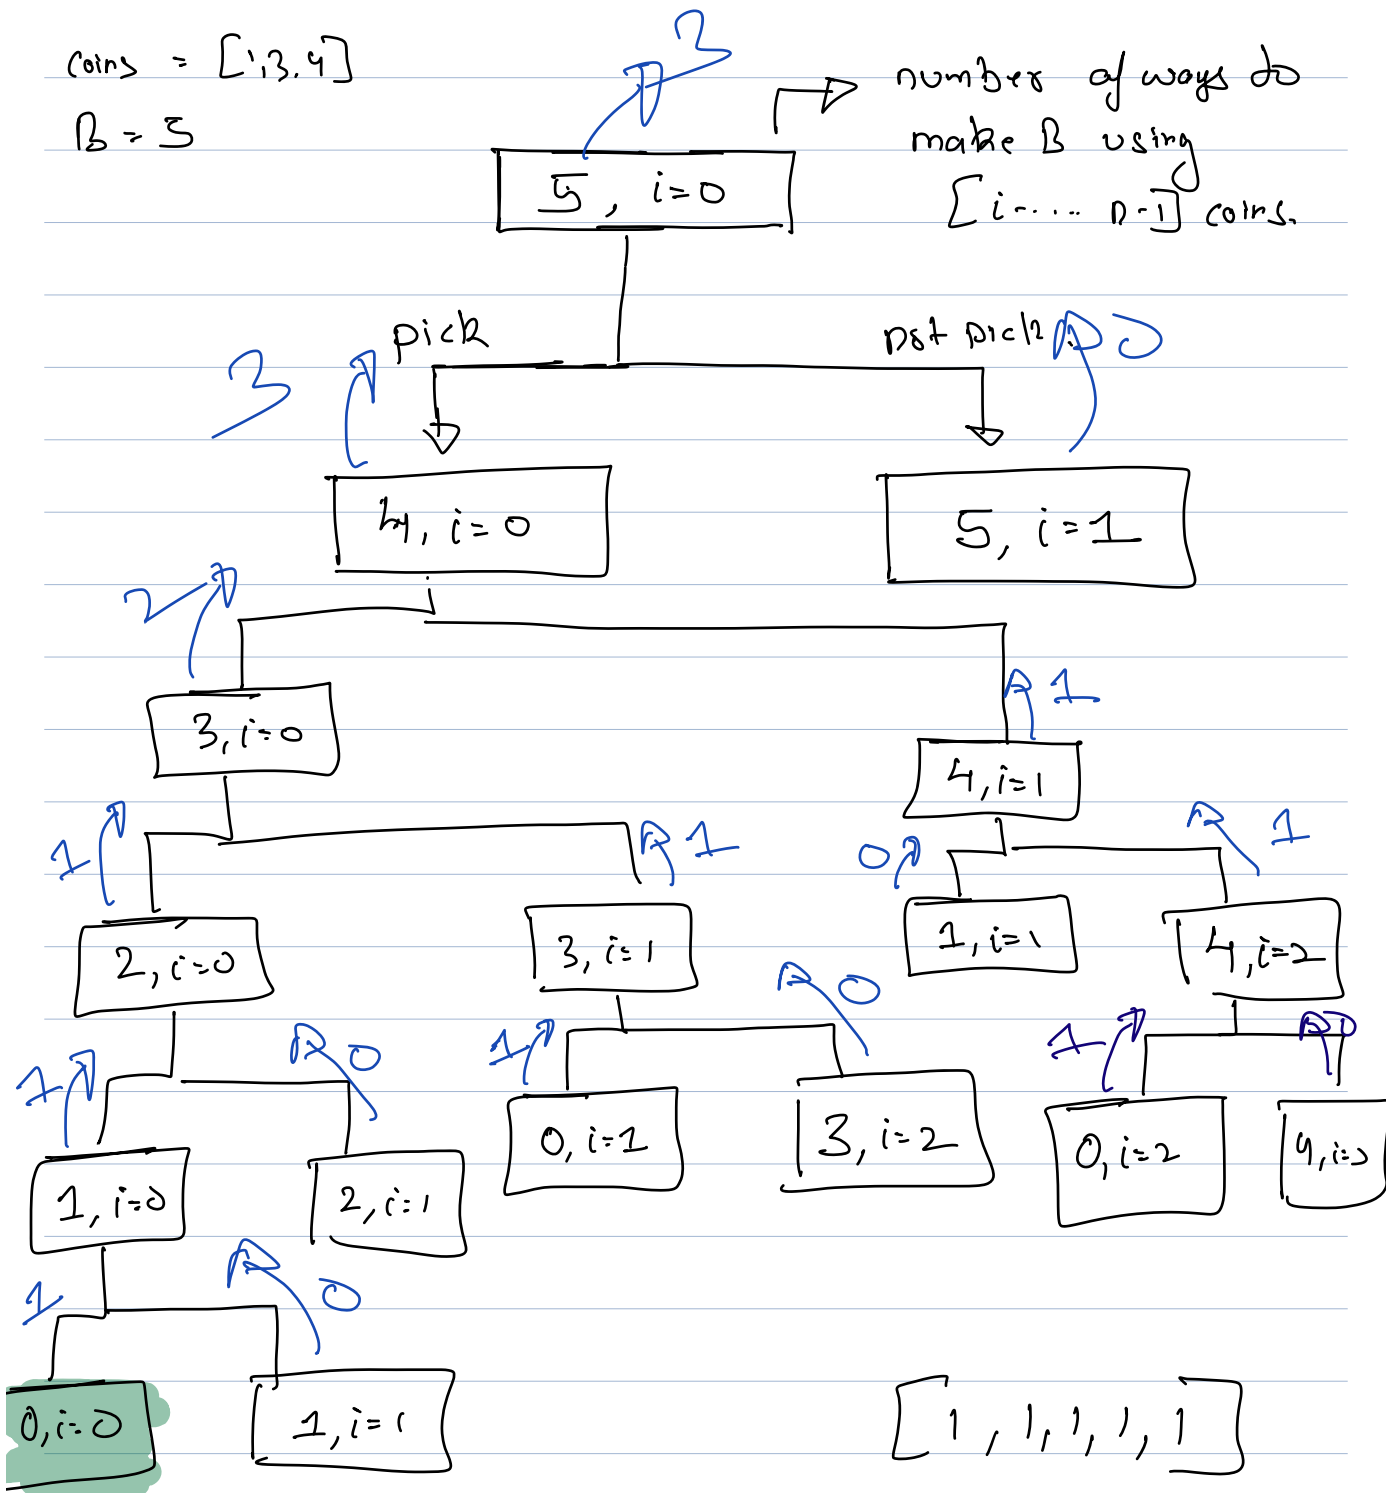 coins = [1,3,4]
B = 5
3
number of ways to
make B using
[i-.... n-1] coins.
5, i=0
pick
not pick
0
3
4, i=0
5, i=1
2
1
3, i=0
4, i=1
1
1
0
1
2, i=0
3, i=1
1, i=1
4, i=2
1
0
1
0
1
0
1, i=0
2, i=1
0, i=1
3, i=2
0, i=2
4, i=3
1
0
0, i=0
1, i=1
[1, 1, 1, 1, 1]